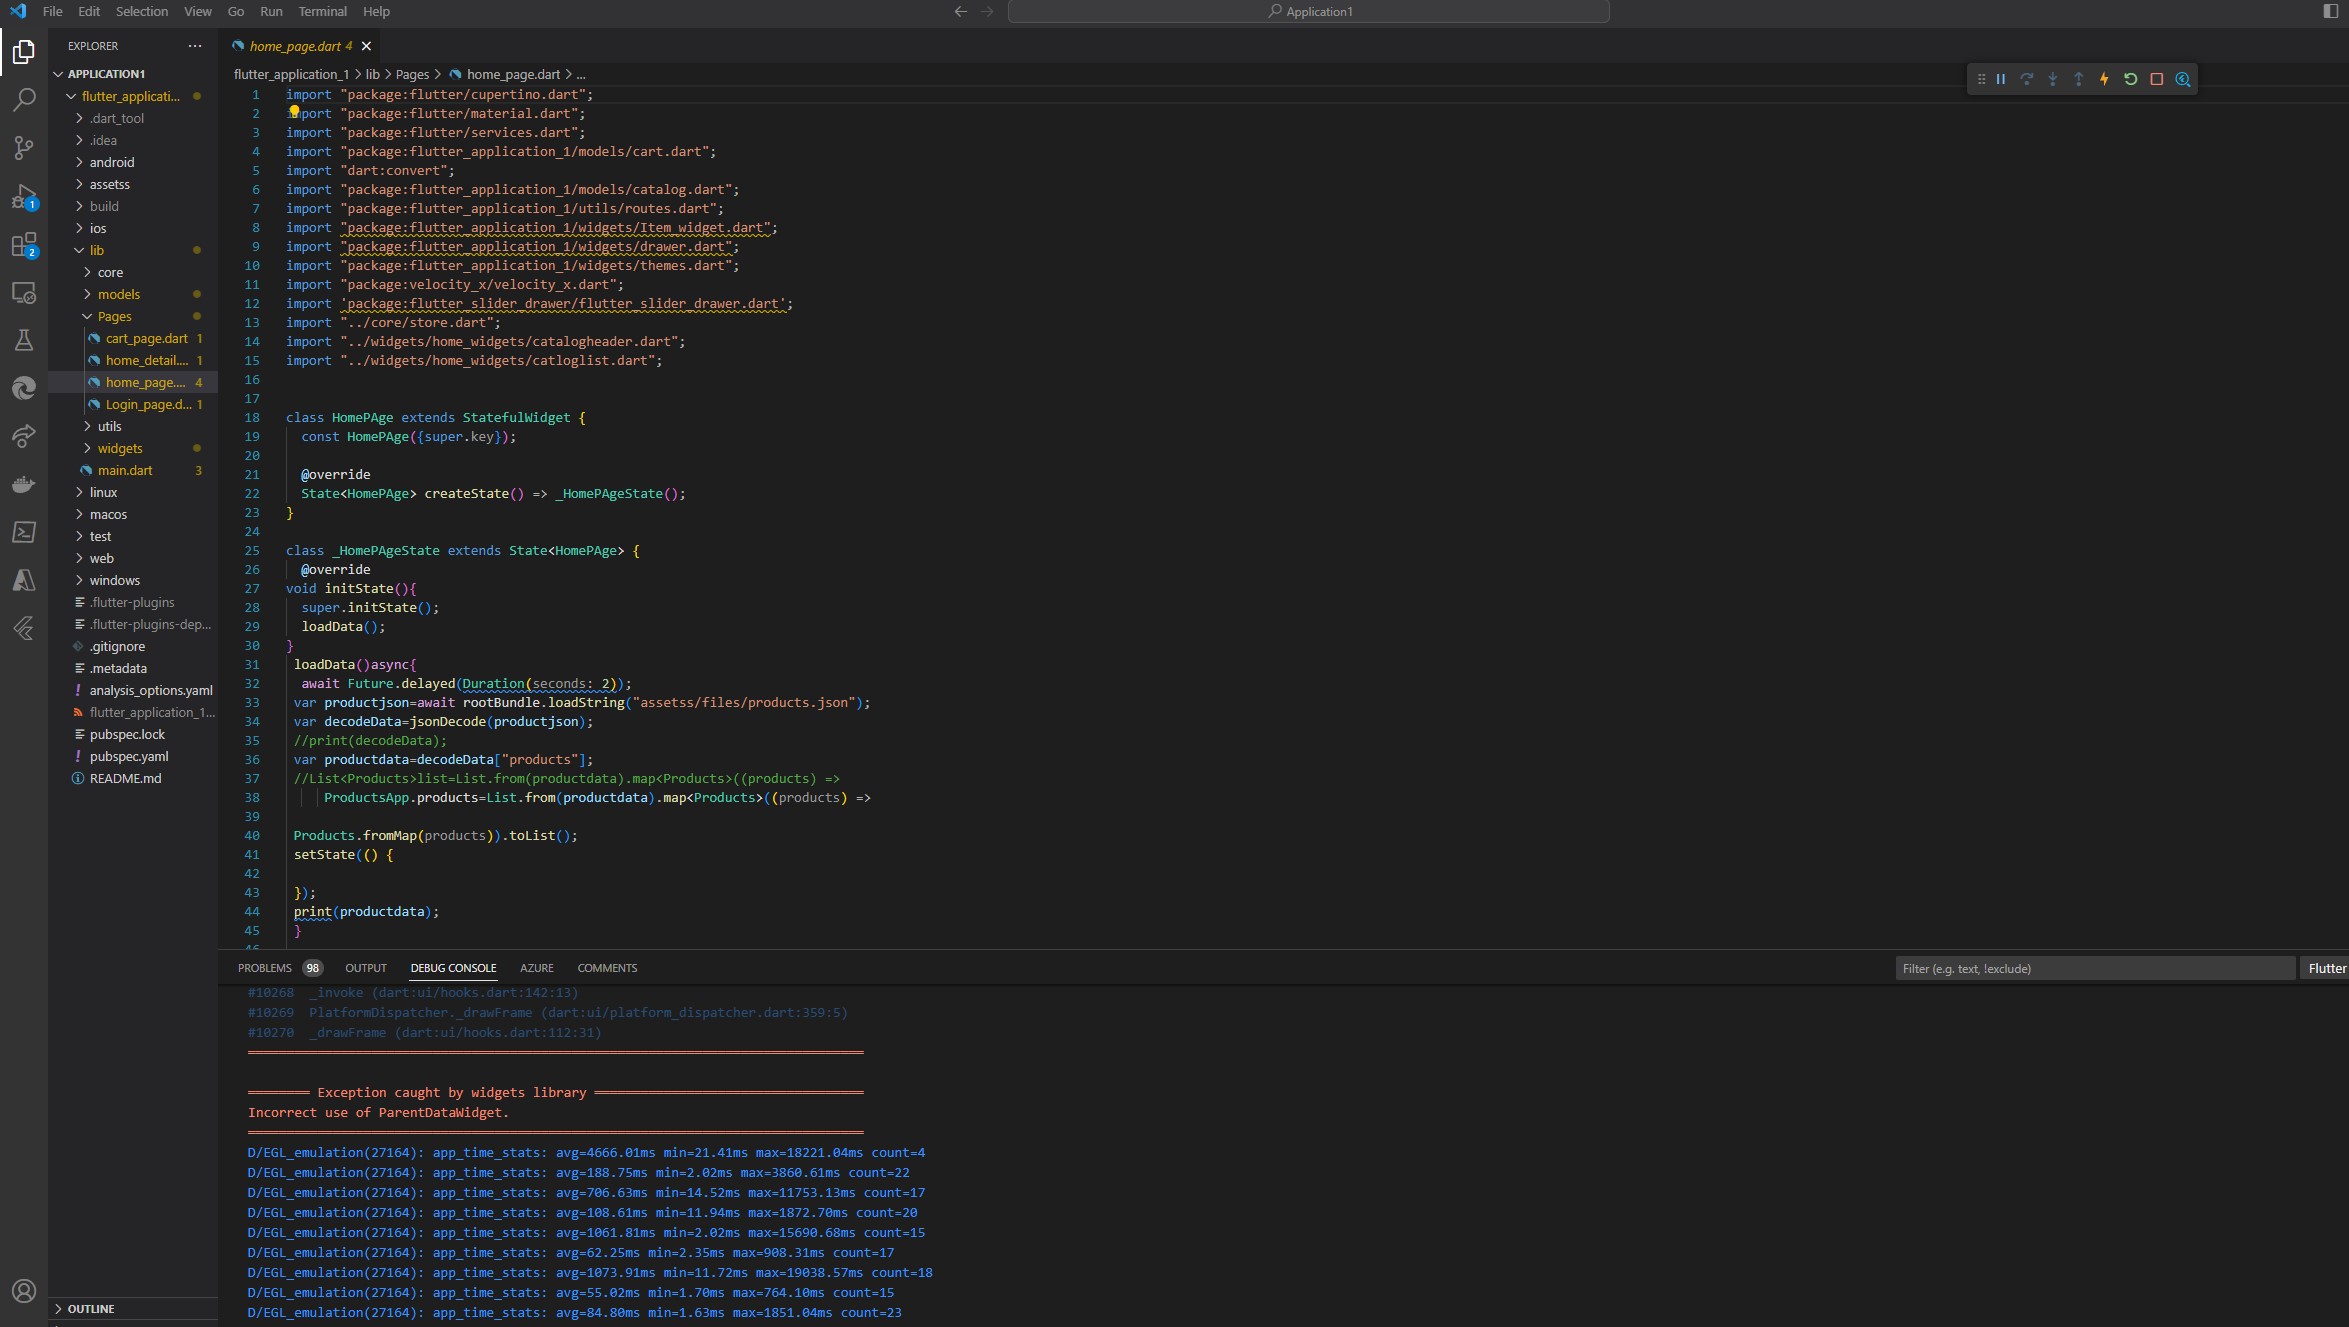 File Edit Selection View Go Run Terminal Help
Application1
EXPLORER
home_page.dart 4
APPLICATION1
flutter_application_1 > lib > Pages > home_page.dart > ...
flutter_applicati...
.dart_tool
.idea
android
assetss
build
ios
lib
core
models
Pages
cart_page.dart 1
home_detail.... 1
home_page.... 4
Login_page.d... 1
utils
widgets
main.dart 3
linux
macos
test
web
windows
.flutter-plugins
.flutter-plugins-dep...
.gitignore
.metadata
analysis_options.yaml
flutter_application_1...
pubspec.lock
pubspec.yaml
README.md
OUTLINE
1
2
1 import "package:flutter/cupertino.dart";
2 import "package:flutter/material.dart";
3 import "package:flutter/services.dart";
4 import "package:flutter_application_1/models/cart.dart";
5 import "dart:convert";
6 import "package:flutter_application_1/models/catalog.dart";
7 import "package:flutter_application_1/utils/routes.dart";
8 import "package:flutter_application_1/widgets/Item_widget.dart";
9 import "package:flutter_application_1/widgets/drawer.dart";
10 import "package:flutter_application_1/widgets/themes.dart";
11 import "package:velocity_x/velocity_x.dart";
12 import 'package:flutter_slider_drawer/flutter_slider_drawer.dart';
13 import "../core/store.dart";
14 import "../widgets/home_widgets/catalogheader.dart";
15 import "../widgets/home_widgets/catloglist.dart";
16
17
18 class HomePAge extends StatefulWidget {
19 const HomePAge({super.key});
20
21 @override
22 State<HomePAge> createState() => _HomePAgeState();
23 }
24
25 class _HomePAgeState extends State<HomePAge> {
26 @override
27 void initState(){
28 super.initState();
29 loadData();
30 }
31 loadData()async{
32 await Future.delayed(Duration(seconds: 2));
33 var productjson=await rootBundle.loadString("assetss/files/products.json");
34 var decodeData=jsonDecode(productjson);
35 //print(decodeData);
36 var productdata=decodeData["products"];
37 //List<Products>list=List.from(productdata).map<Products>((products) =>
38 ProductsApp.products=List.from(productdata).map<Products>((products) =>
39
40 Products.fromMap(products)).toList();
41 setState(() {
42
43 });
44 print(productdata);
45 }
46
PROBLEMS 98 OUTPUT DEBUG CONSOLE AZURE COMMENTS
Filter (e.g. text, !exclude)
Flutter
#10268 _invoke (dart:ui/hooks.dart:142:13)
#10269 PlatformDispatcher._drawFrame (dart:ui/platform_dispatcher.dart:359:5)
#10270 _drawFrame (dart:ui/hooks.dart:112:31)
════════ Exception caught by widgets library ═══════════════════════════════════
Incorrect use of ParentDataWidget.
D/EGL_emulation(27164): app_time_stats: avg=4666.01ms min=21.41ms max=18221.04ms count=4
D/EGL_emulation(27164): app_time_stats: avg=188.75ms min=2.02ms max=3860.61ms count=22
D/EGL_emulation(27164): app_time_stats: avg=706.63ms min=14.52ms max=11753.13ms count=17
D/EGL_emulation(27164): app_time_stats: avg=108.61ms min=11.94ms max=1872.70ms count=20
D/EGL_emulation(27164): app_time_stats: avg=1061.81ms min=2.02ms max=15690.68ms count=15
D/EGL_emulation(27164): app_time_stats: avg=62.25ms min=2.35ms max=908.31ms count=17
D/EGL_emulation(27164): app_time_stats: avg=1073.91ms min=11.72ms max=19038.57ms count=18
D/EGL_emulation(27164): app_time_stats: avg=55.02ms min=1.70ms max=764.10ms count=15
D/EGL_emulation(27164): app_time_stats: avg=84.80ms min=1.63ms max=1851.04ms count=23